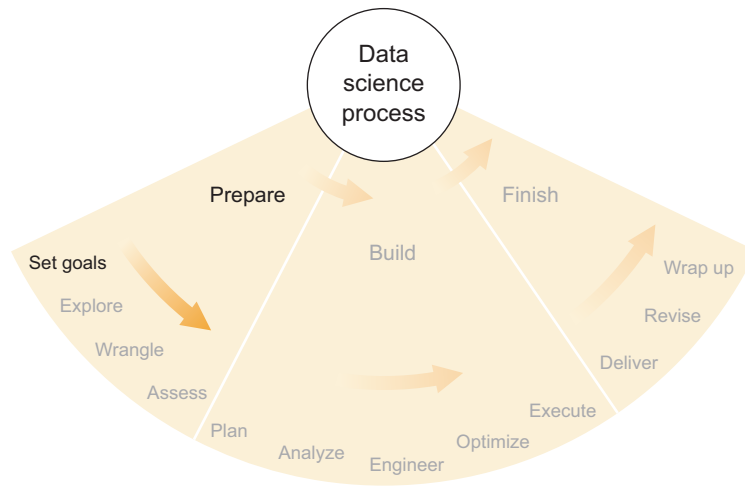 Data
science
process
Prepare
Finish
Build
Set goals
Explore
Wrangle
Assess
Plan
Analyze
Engineer
Optimize
Execute
Deliver
Revise
Wrap up